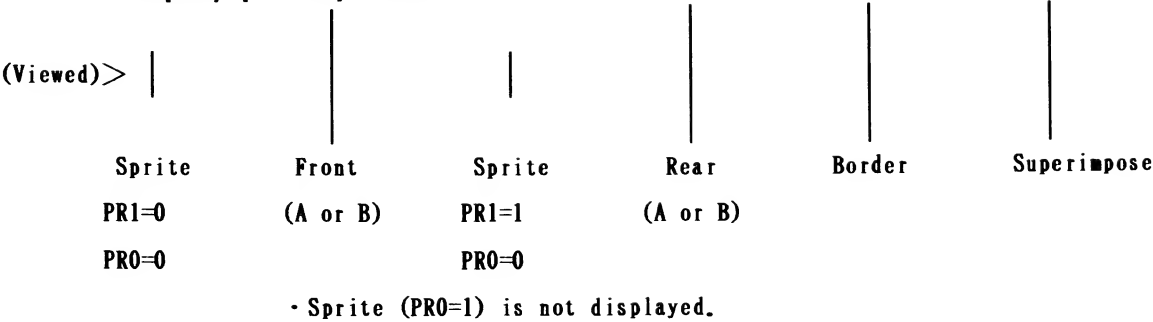 (Viewed)>
Sprite Front Sprite Rear Border Superimpose
PR1=0 (A or B) PR1=1 (A or B)
PR0=0 PR0=0
・Sprite (PR0=1) is not displayed.